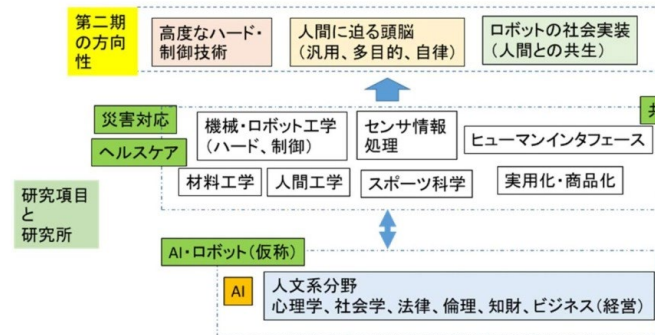 第二期
の方向
性
高度なハード・
制御技術
人間に迫る頭脳
(汎用、多目的、自律)
ロボットの社会実装
(人間との共生)
災害対応
ヘルスケア
機械・ロボット工学
(ハード、制御)
センサ情報
処理
ヒューマンインタフェース
材料工学
人間工学
スポーツ科学
実用化・商品化
研究項目
と
研究所
AI・ロボット(仮称)
AI
人文系分野
心理学、社会学、法律、倫理、知財、ビジネス(経営)